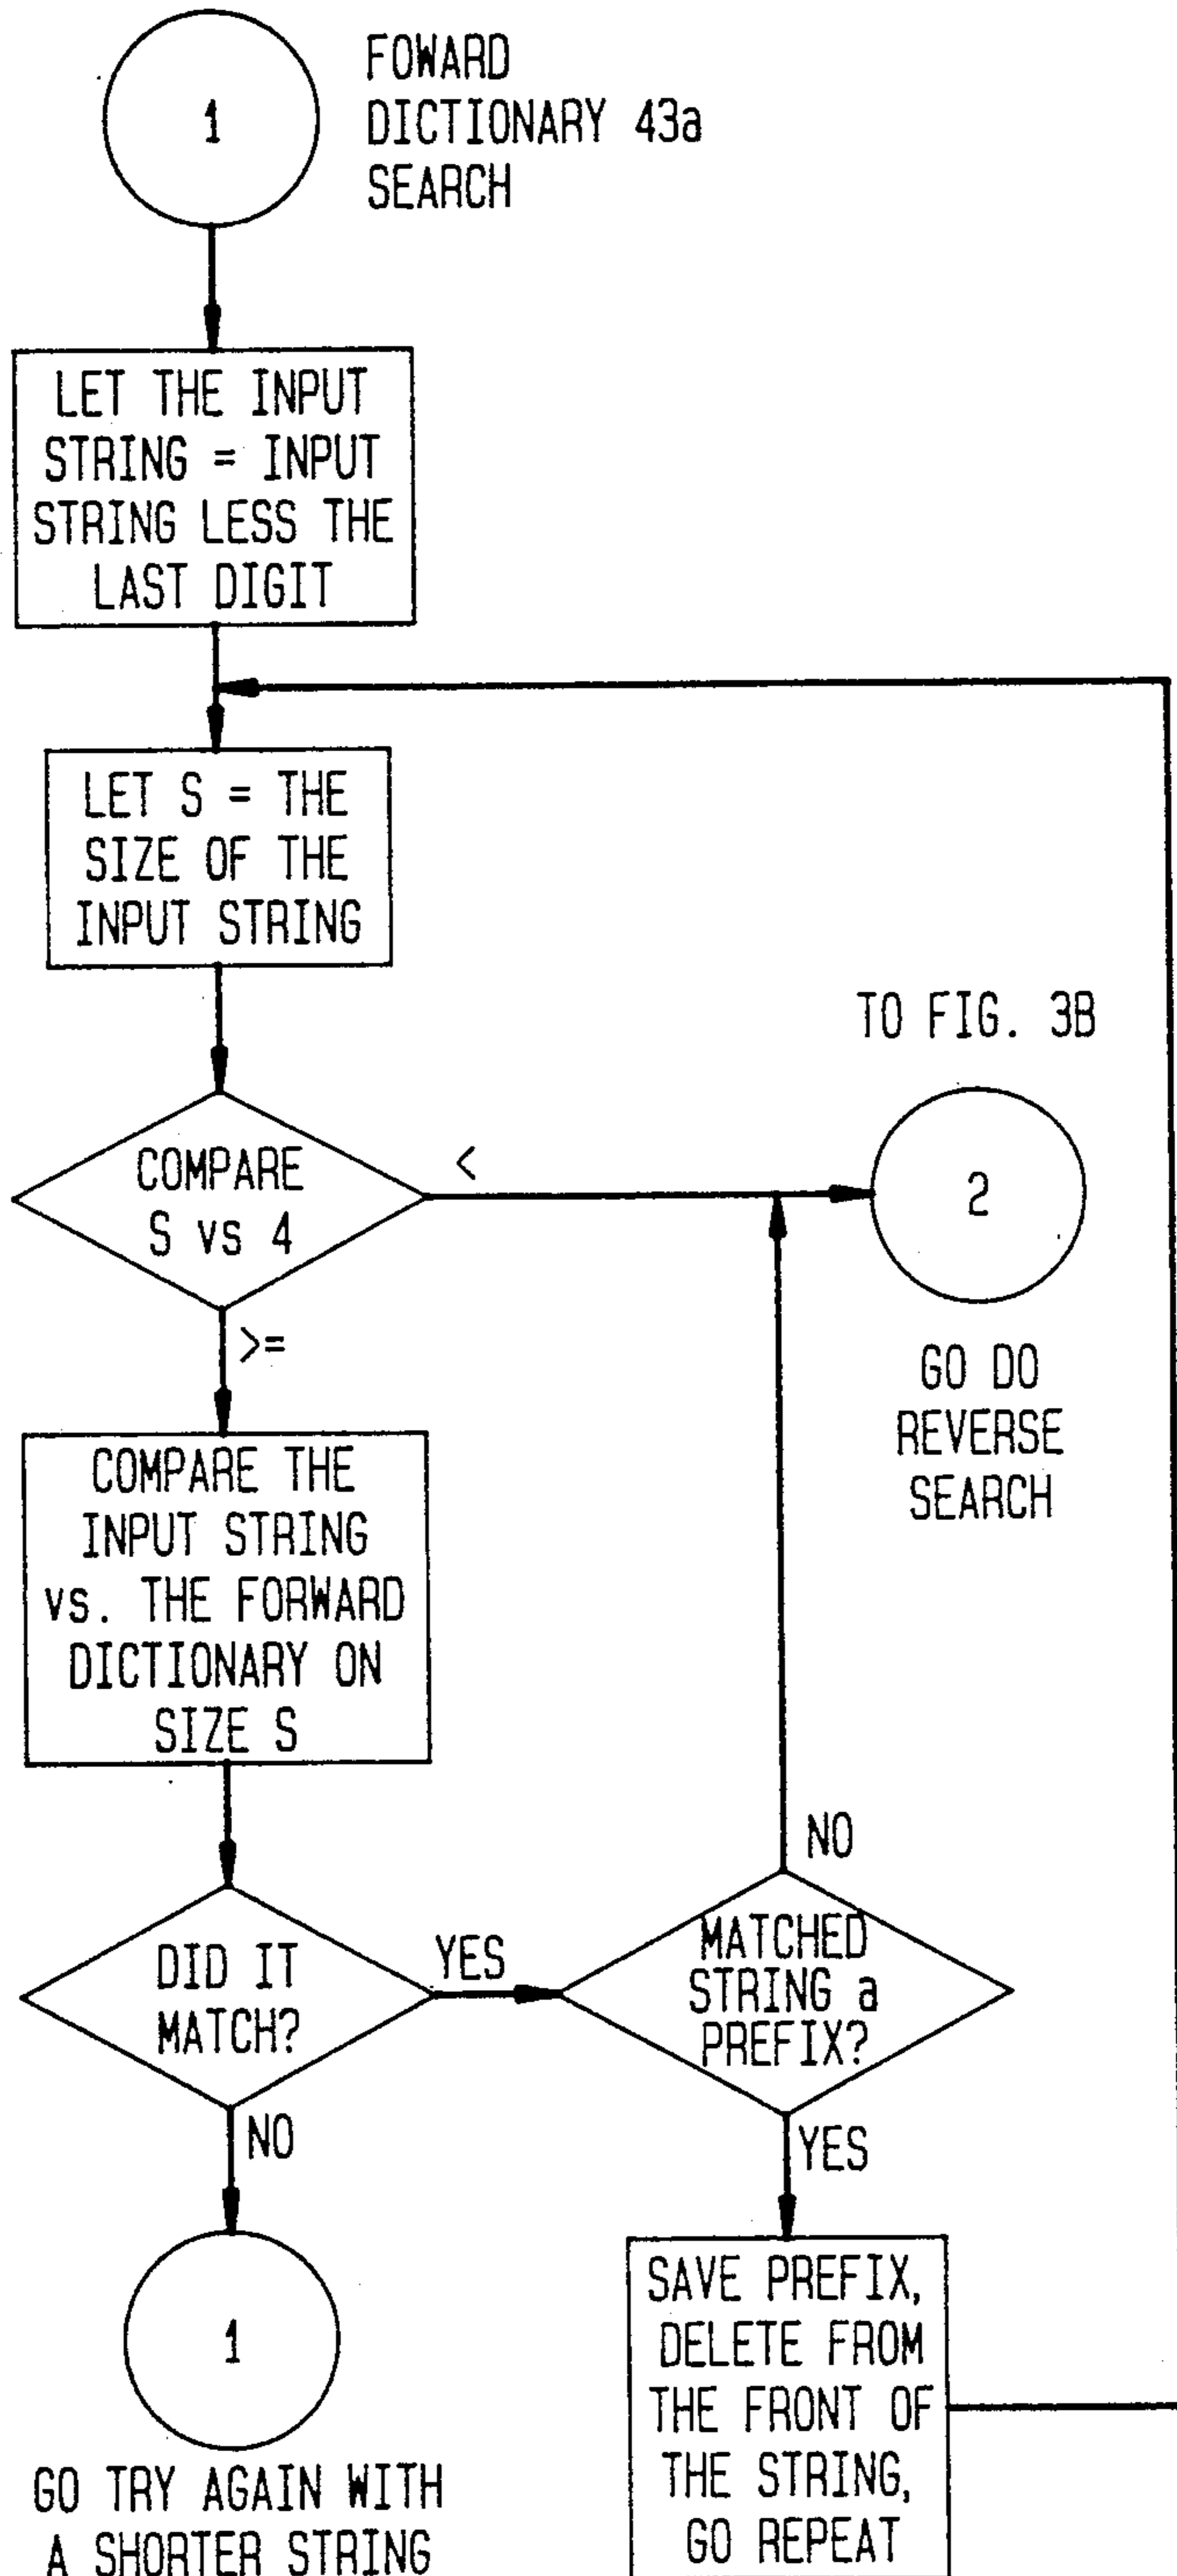 1
FOWARD
DICTIONARY 43a
SEARCH
LET THE INPUT
STRING = INPUT
STRING LESS THE
LAST DIGIT
LET S = THE
SIZE OF THE
INPUT STRING
TO FIG. 3B
COMPARE
S vs 4
<
2
>=
GO DO
REVERSE
SEARCH
COMPARE THE
INPUT STRING
vs. THE FORWARD
DICTIONARY ON
SIZE S
NO
DID IT
MATCH?
YES
MATCHED
STRING a
PREFIX?
NO
YES
1
SAVE PREFIX,
DELETE FROM
THE FRONT OF
THE STRING,
GO REPEAT
GO TRY AGAIN WITH
A SHORTER STRING